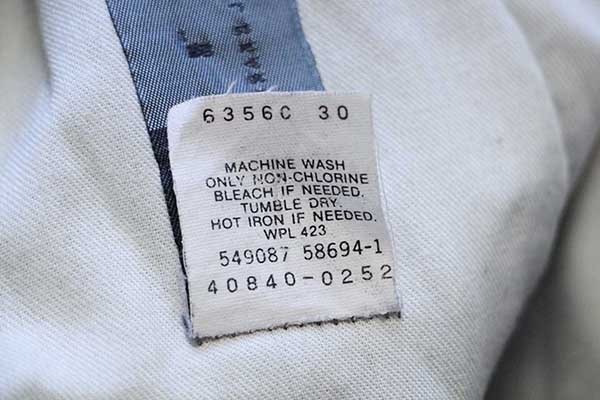 6356C 30
MACHINE WASH
ONLY NON-CHLORINE
BLEACH IF NEEDED.
TUMBLE DRY.
HOT IRON IF NEEDED.
WPL 423
549087 58694-1
40840-0252